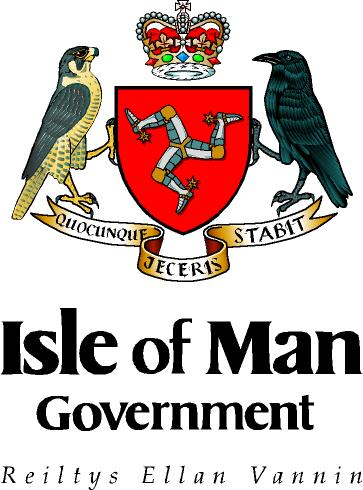 QUOCUNQUE JECERIS STABIT
Isle of Man
Government
Reiltys Ellan Vannin